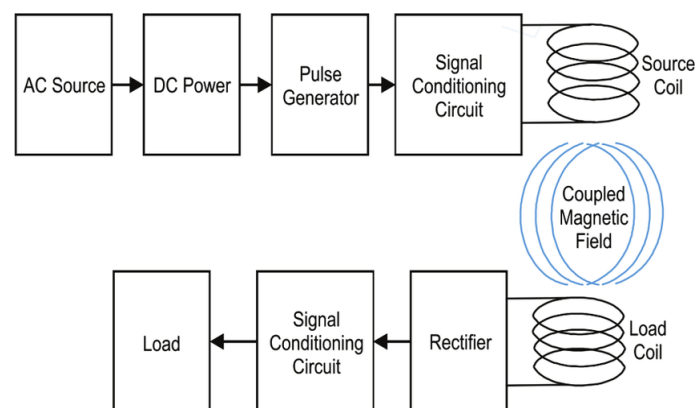 AC Source
DC Power
Pulse
Generator
Signal
Conditioning
Circuit
Source
Coil
Coupled
Magnetic
Field
Load
Signal
Conditioning
Circuit
Rectifier
Load
Coil